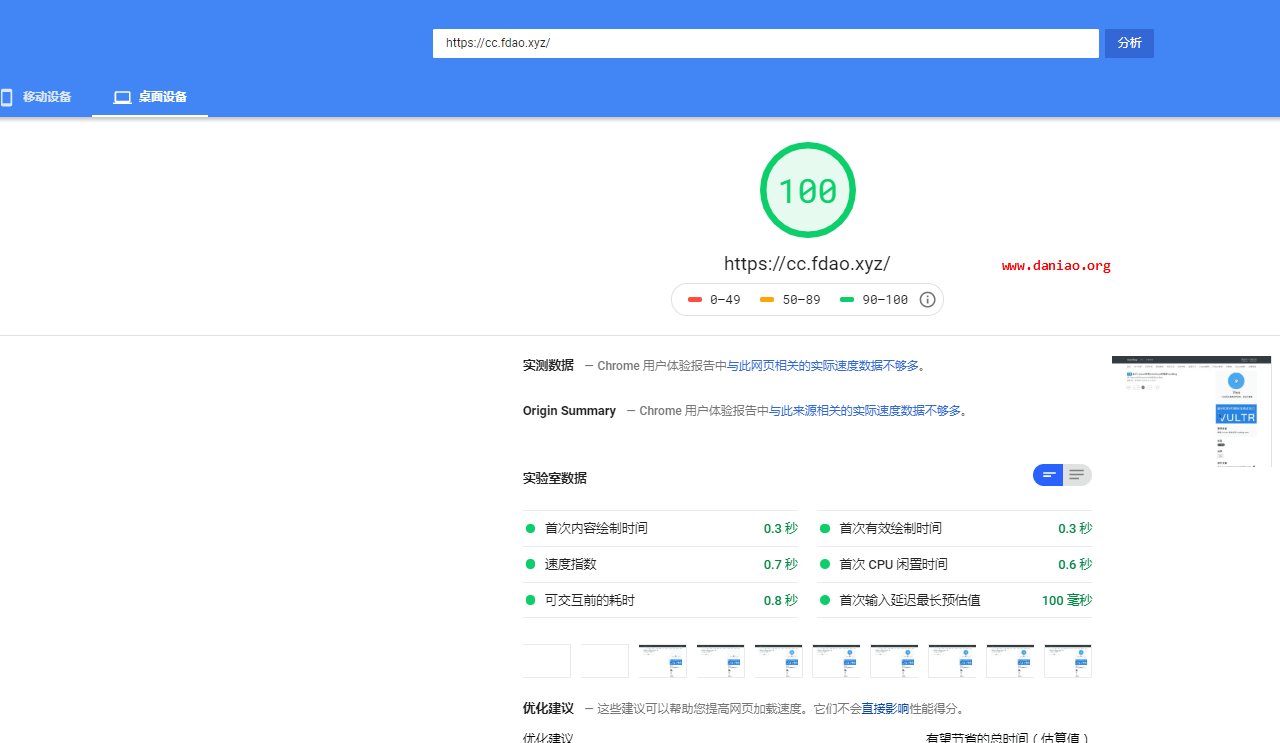 https://cc.fdao.xyz/
分析
移动设备
桌面设备
100
https://cc.fdao.xyz/
www.daniao.org
0–49 50–89 90–100
实测数据 — Chrome 用户体验报告中与此网页相关的实际速度数据不够多。
Origin Summary — Chrome 用户体验报告中与此来源相关的实际速度数据不够多。
VULTR
实验室数据
首次内容绘制时间 0.3 秒
首次有效绘制时间 0.3 秒
速度指数 0.7 秒
首次 CPU 闲置时间 0.6 秒
可交互前的耗时 0.8 秒
首次输入延迟最长预估值 100 毫秒
优化建议 — 这些建议可以帮助您提高网页加载速度。它们不会直接影响性能得分。
优化建议 有望节省的总时间（估算值）